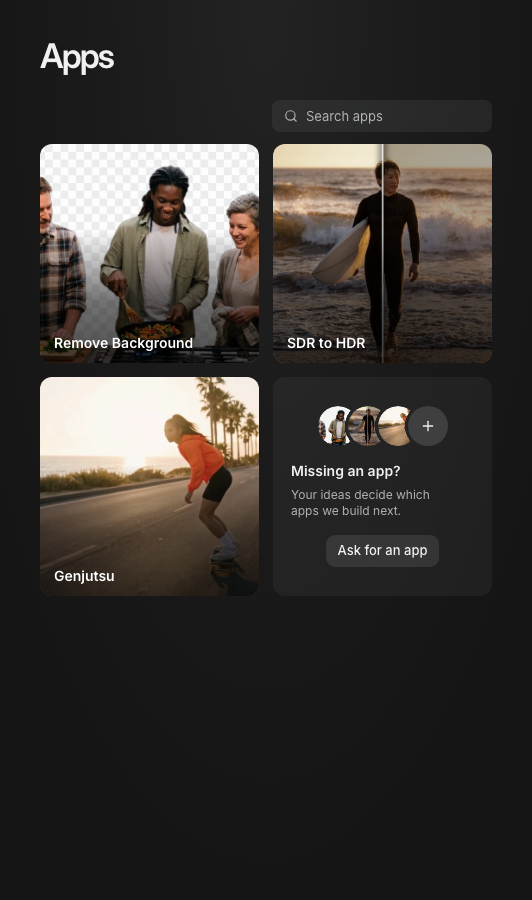 Apps
Search apps
Remove Background
SDR to HDR
Genjutsu
Missing an app?
Your ideas decide which
apps we build next.
Ask for an app